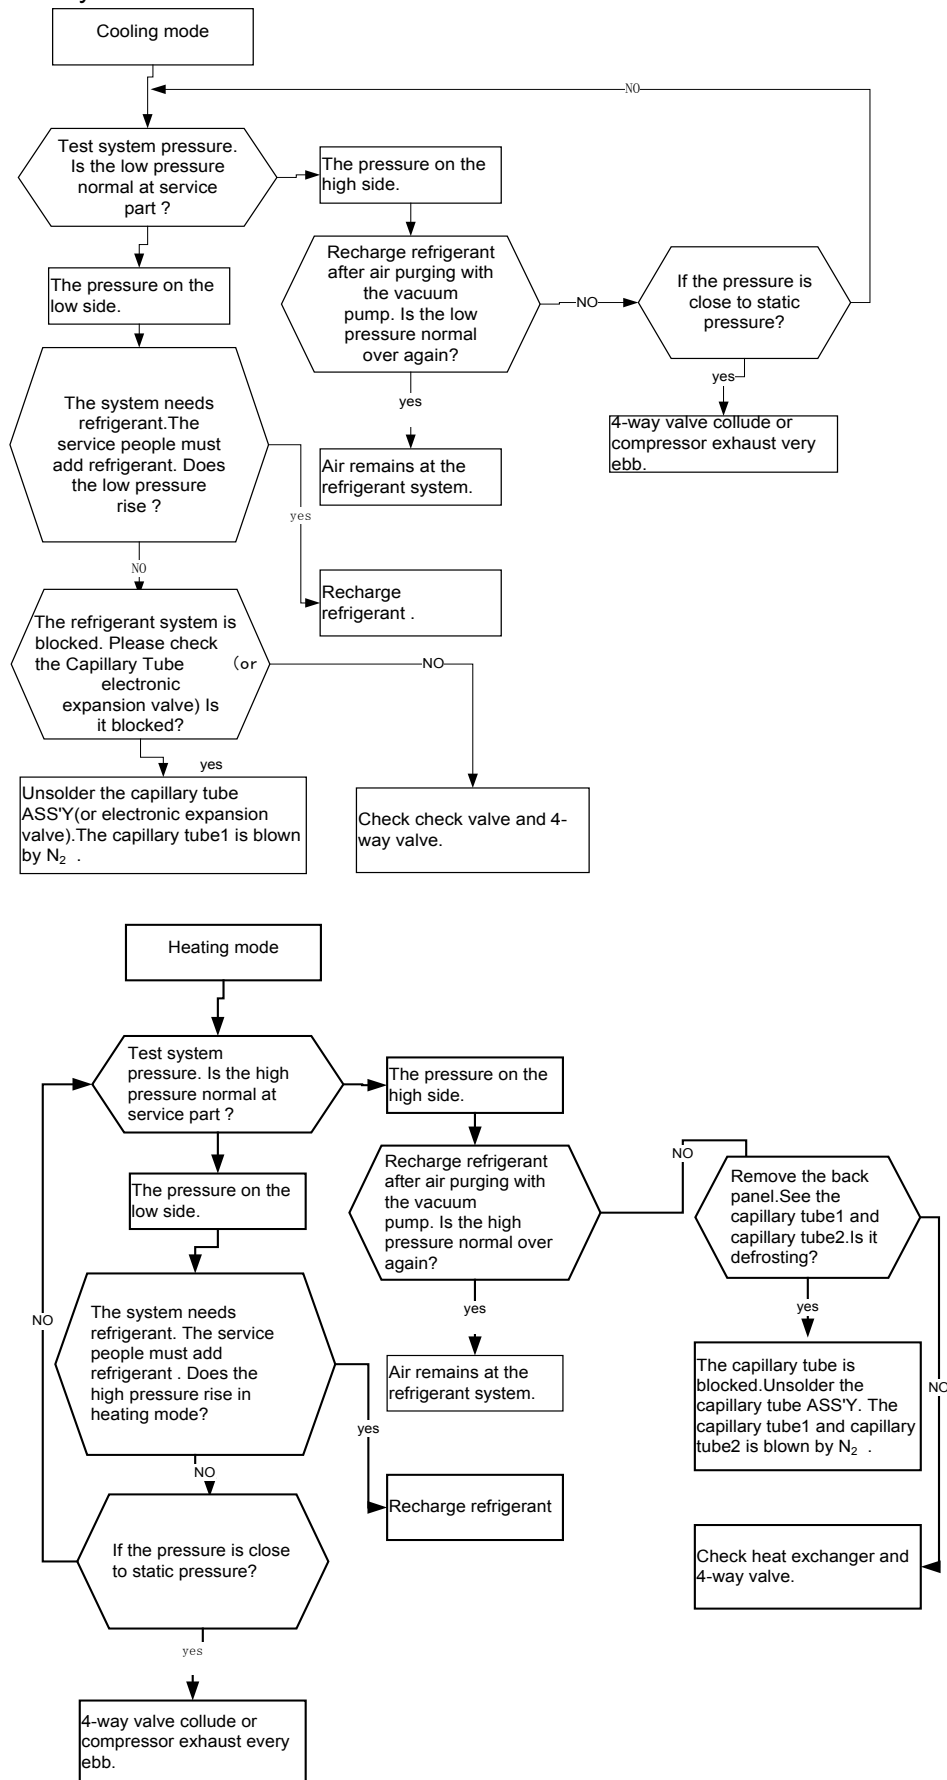 Cooling mode
NO
Test system pressure.
Is the low pressure
normal at service
part ?
The pressure on the
high side.
Recharge refrigerant
after air purging with
the vacuum
pump. Is the low
pressure normal
over again?
NO
If the pressure is
close to static
pressure?
The pressure on the
low side.
yes
yes
4-way valve collude or
compressor exhaust very
ebb.
The system needs
refrigerant.The
service people must
add refrigerant. Does
the low pressure
rise ?
Air remains at the
refrigerant system.
yes
NO
Recharge
refrigerant .
The refrigerant system is
blocked. Please check
the Capillary Tube (or
electronic
expansion valve) Is
it blocked?
NO
yes
Unsolder the capillary tube
ASS'Y(or electronic expansion
valve).The capillary tube1 is blown
by N2 .
Check check valve and 4-
way valve.
Heating mode
Test system
pressure. Is the high
pressure normal at
service part ?
The pressure on the
high side.
Recharge refrigerant
after air purging with
the vacuum
pump. Is the high
pressure normal over
again?
NO
Remove the back
panel.See the
capillary tube1 and
capillary tube2.Is it
defrosting?
The pressure on the
low side.
NO
The system needs
refrigerant. The service
people must add
refrigerant . Does the
high pressure rise in
heating mode?
yes
yes
Air remains at the
refrigerant system.
The capillary tube is
blocked.Unsolder the
capillary tube ASS'Y. The
capillary tube1 and capillary
tube2 is blown by N2 .
NO
yes
NO
Recharge refrigerant
If the pressure is close
to static pressure?
Check heat exchanger and
4-way valve.
yes
4-way valve collude or
compressor exhaust every
ebb.